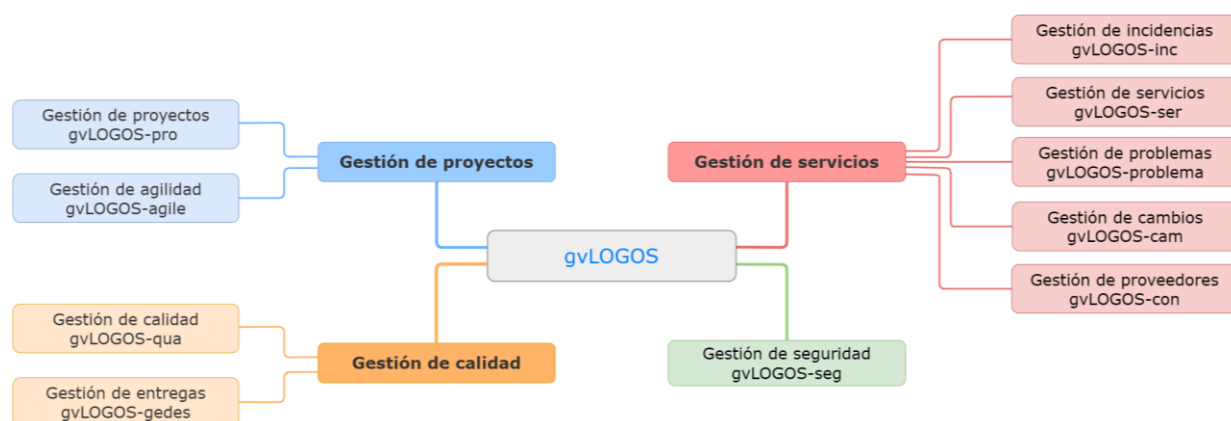 Gestión de proyectos
gvLOGOS-pro
Gestión de agilidad
gvLOGOS-agile
Gestión de proyectos
Gestión de calidad
gvLOGOS-qua
Gestión de entregas
gvLOGOS-gedes
Gestión de calidad
gvLOGOS
Gestión de servicios
Gestión de incidencias
gvLOGOS-inc
Gestión de servicios
gvLOGOS-ser
Gestión de problemas
gvLOGOS-problema
Gestión de cambios
gvLOGOS-cam
Gestión de proveedores
gvLOGOS-con
Gestión de seguridad
gvLOGOS-seg